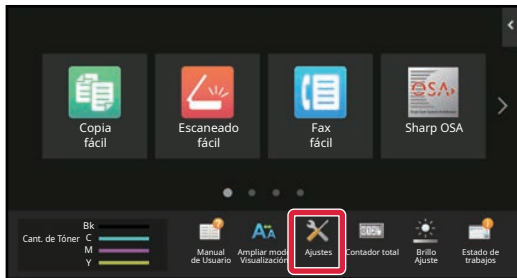 Copia
fácil
Escaneado
fácil
Fax
fácil
OSA
Sharp OSA
Cant. de Tóner
Bk
C
M
Y
Manual
de Usuario
Ampliar modo
Visualización
Ajustes
Contador total
Brillo
Ajuste
Estado de
trabajos